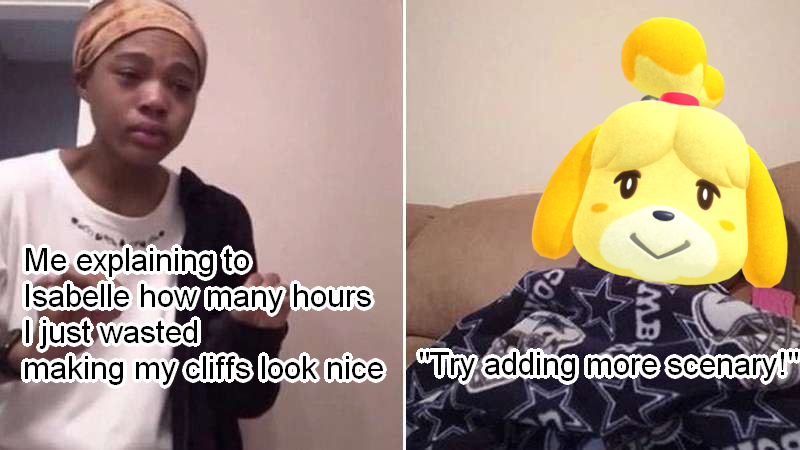 Me explaining to
Isabelle how many hours
I just wasted
making my cliffs look nice
"Try adding more scenary!"